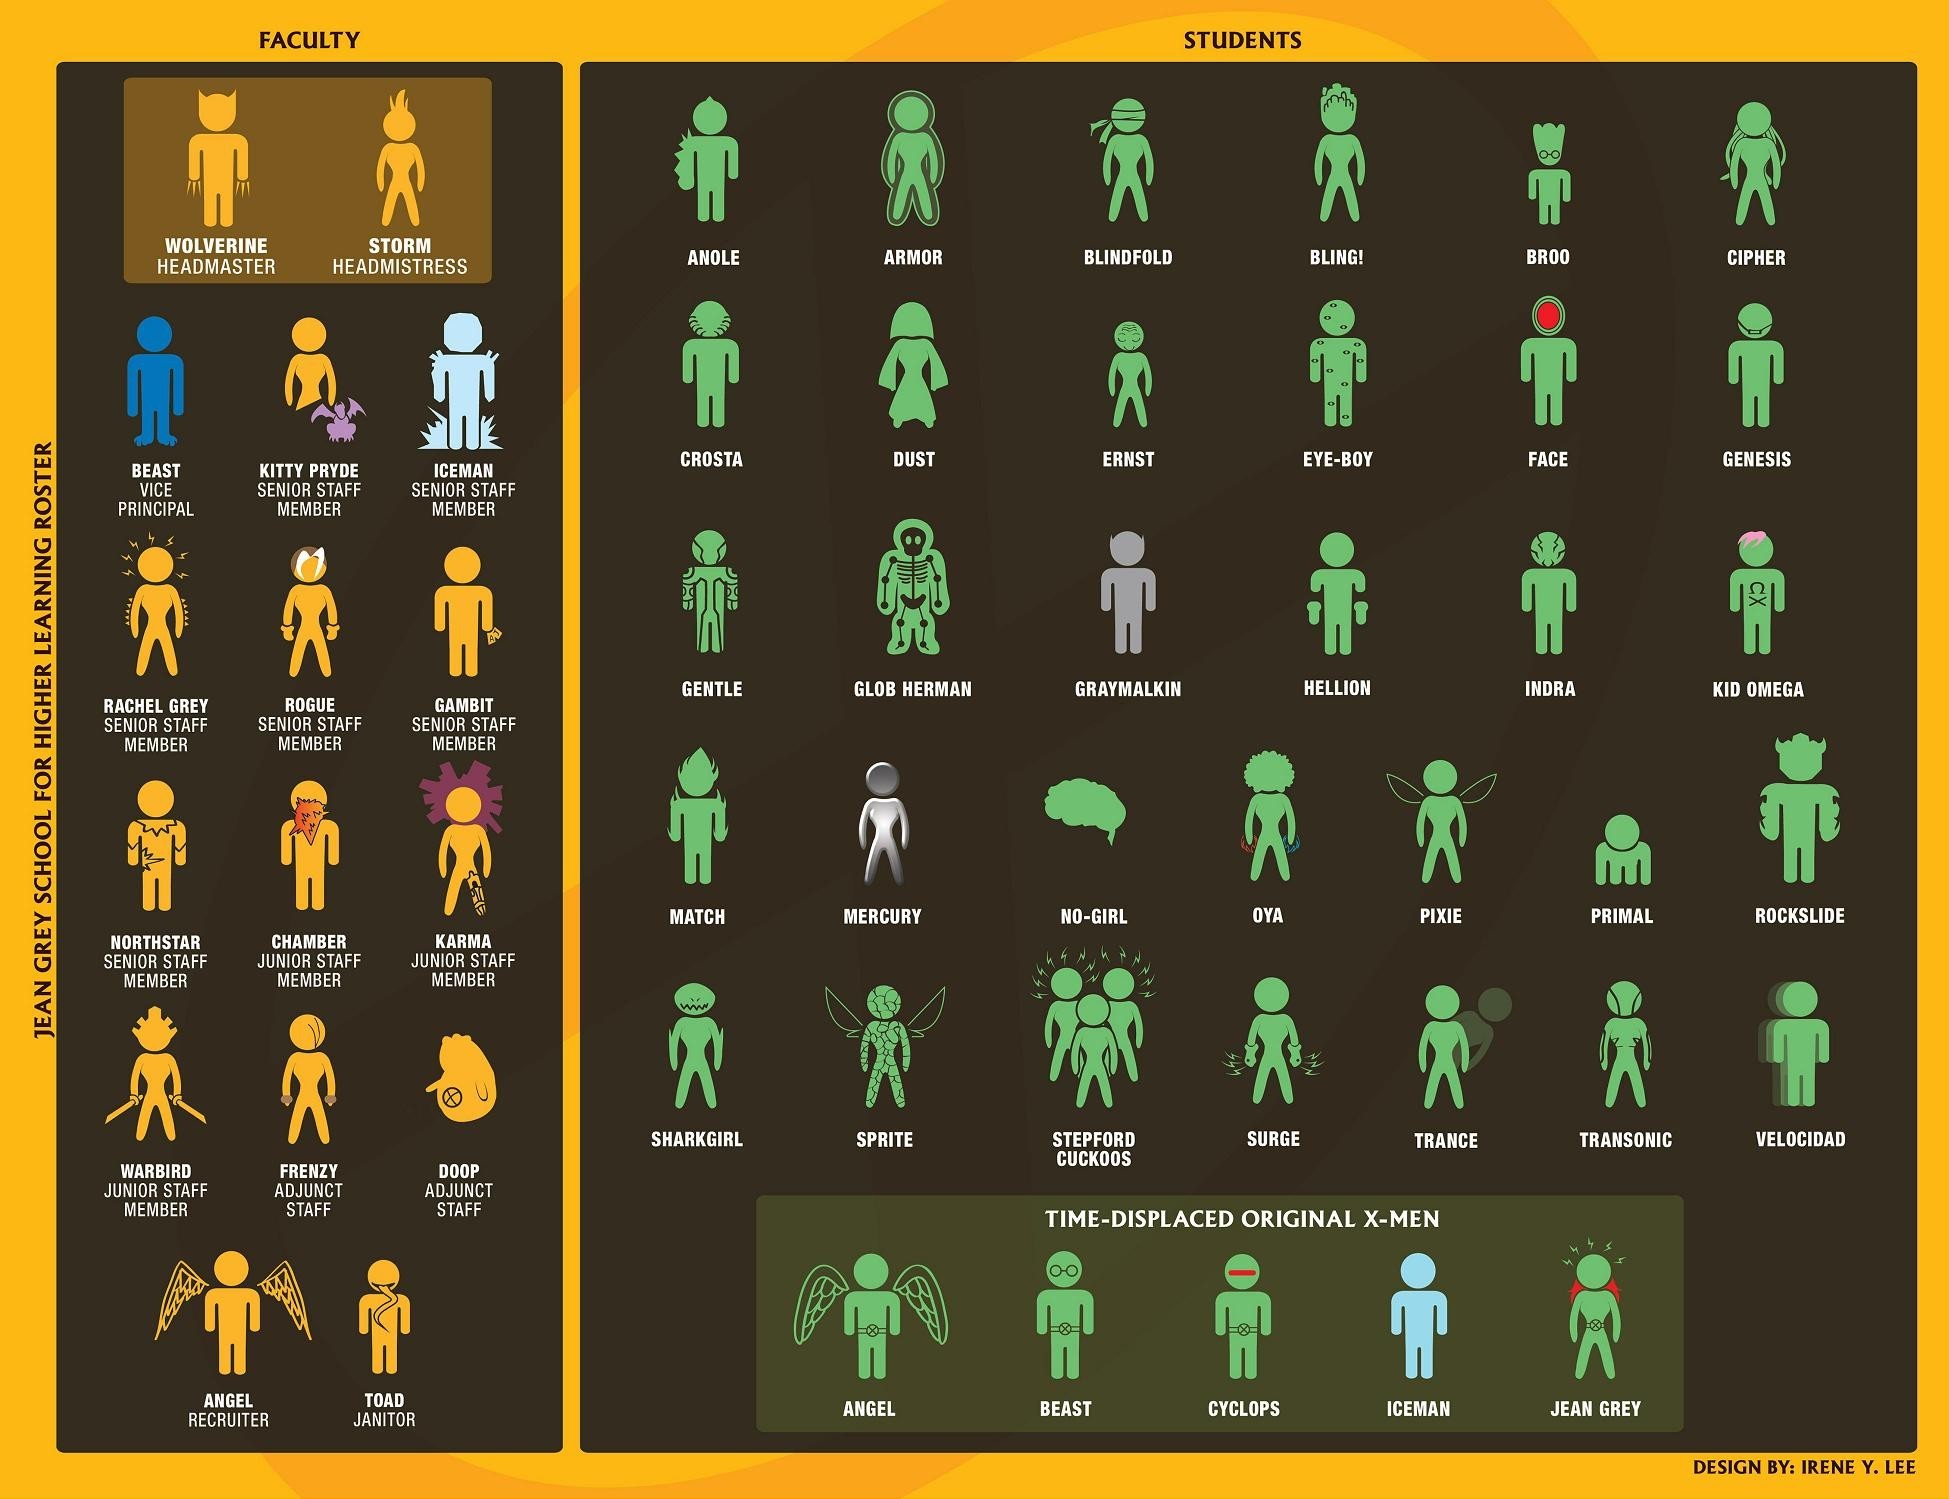 FACULTY
STUDENTS
JEAN GREY SCHOOL FOR HIGHER LEARNING ROSTER
WOLVERINE
HEADMASTER
STORM
HEADMISTRESS
BEAST
VICE
PRINCIPAL
KITTY PRYDE
SENIOR STAFF
MEMBER
ICEMAN
SENIOR STAFF
MEMBER
RACHEL GREY
SENIOR STAFF
MEMBER
ROGUE
SENIOR STAFF
MEMBER
GAMBIT
SENIOR STAFF
MEMBER
NORTHSTAR
SENIOR STAFF
MEMBER
CHAMBER
JUNIOR STAFF
MEMBER
KARMA
JUNIOR STAFF
MEMBER
WARBIRD
JUNIOR STAFF
MEMBER
FRENZY
ADJUNCT
STAFF
DOOP
ADJUNCT
STAFF
ANGEL
RECRUITER
TOAD
JANITOR
ANOLE
ARMOR
BLINDFOLD
BLING!
BROO
CIPHER
CROSTA
DUST
ERNST
EYE-BOY
FACE
GENESIS
GENTLE
GLOB HERMAN
GRAYMALKIN
HELLION
INDRA
KID OMEGA
MATCH
MERCURY
NO-GIRL
OYA
PIXIE
PRIMAL
ROCKSLIDE
SHARKGIRL
SPRITE
STEPFORD
CUCKOOS
SURGE
TRANCE
TRANSONIC
VELOCIDAD
TIME-DISPLACED ORIGINAL X-MEN
ANGEL
BEAST
CYCLOPS
ICEMAN
JEAN GREY
DESIGN BY: IRENE Y. LEE